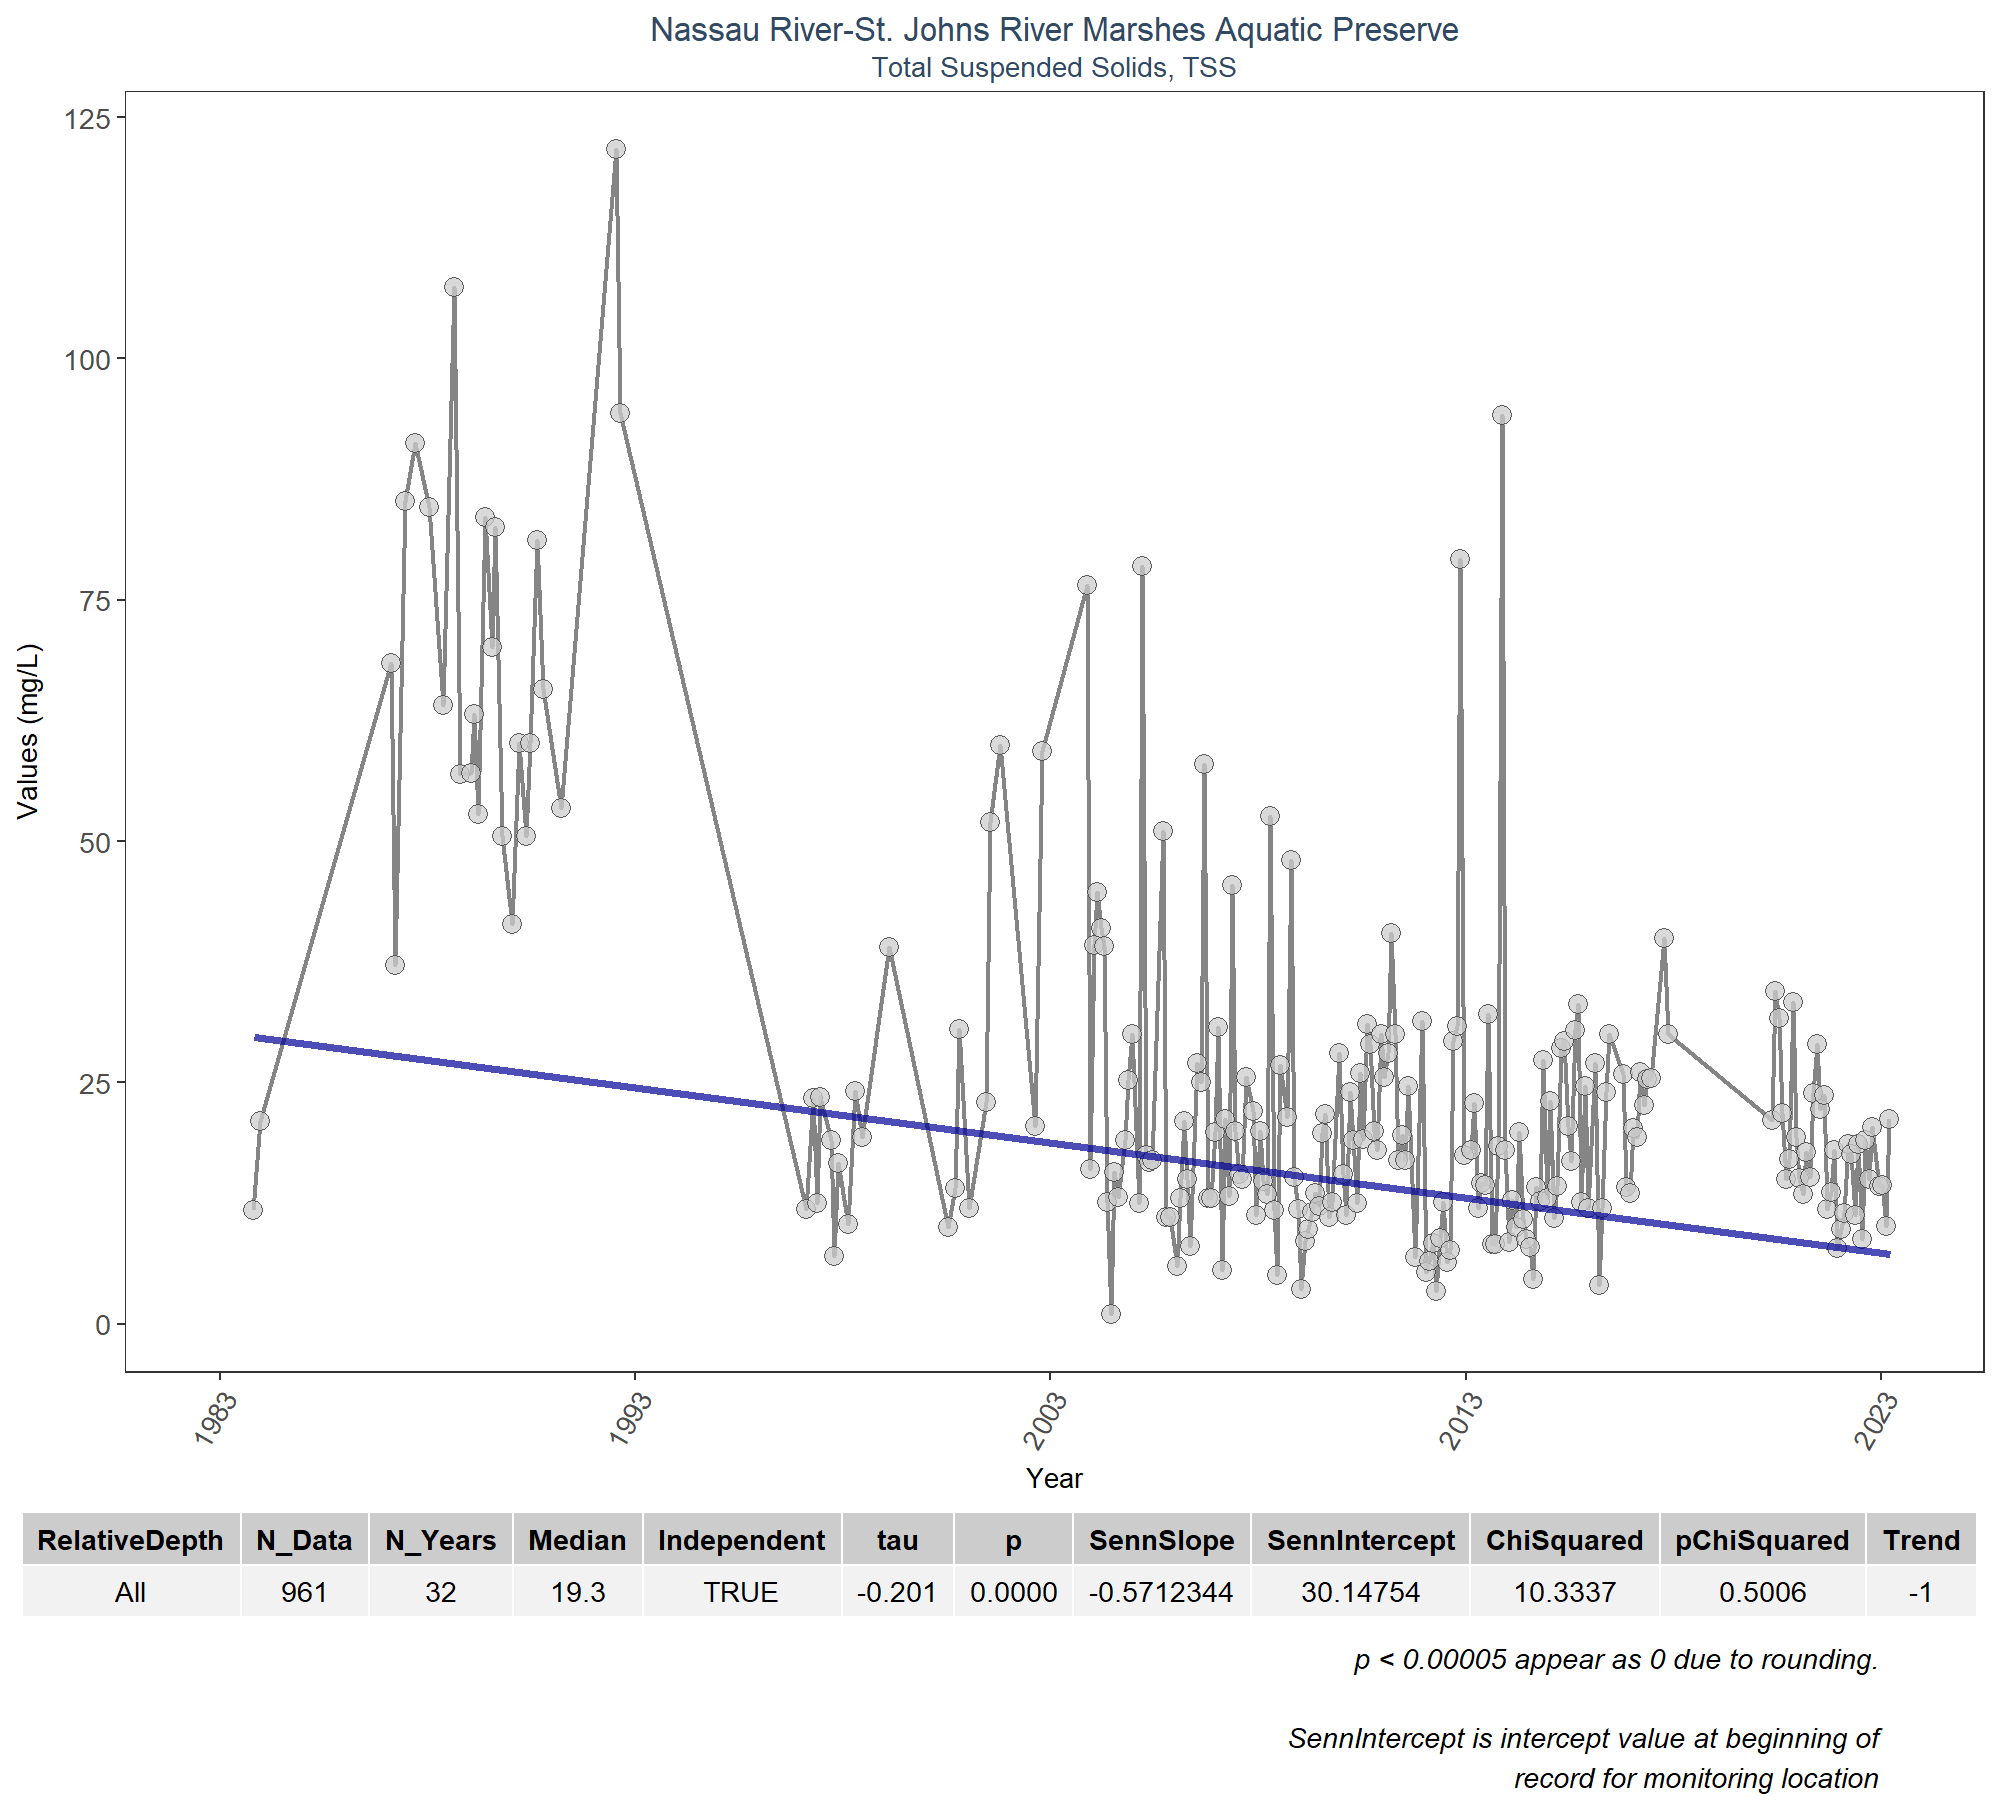 Nassau River-St. Johns River Marshes Aquatic Preserve
Total Suspended Solids, TSS
125
100
75
50
25
0
Values (mg/L)
1983
1993
2003
2013
2023
Year
RelativeDepth N_Data N_Years Median Independent tau p SennSlope SennIntercept ChiSquared pChiSquared Trend
All 961 32 19.3 TRUE -0.201 0.0000 -0.5712344 30.14754 10.3337 0.5006 -1
p < 0.00005 appear as 0 due to rounding.
SennIntercept is intercept value at beginning of
record for monitoring location